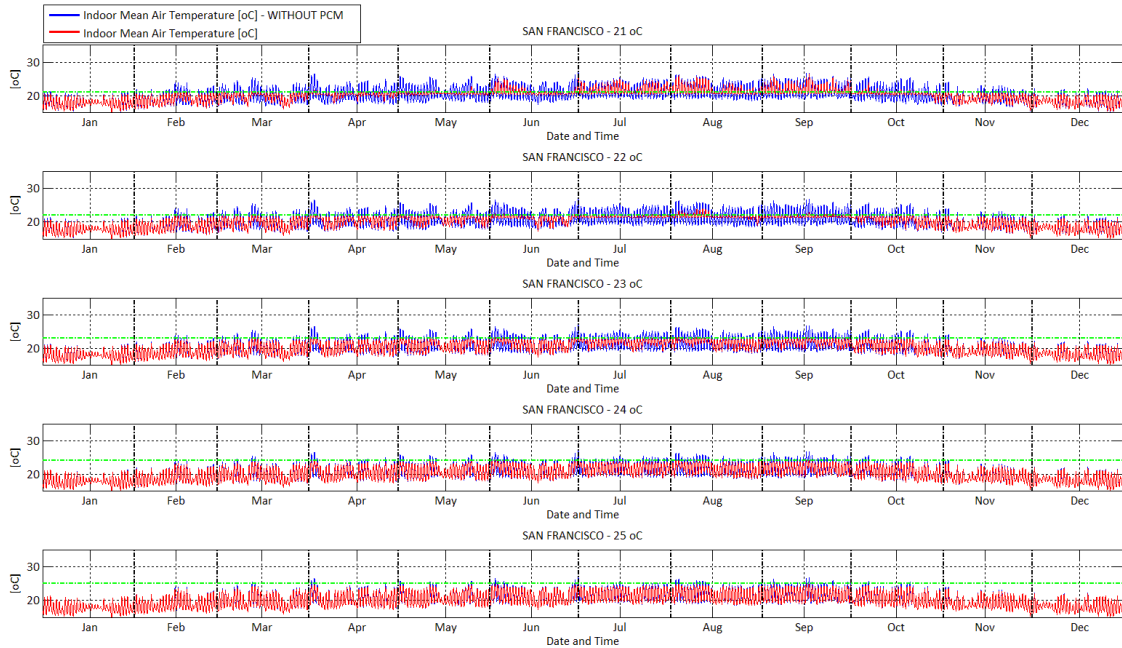 Indoor Mean Air Temperature [oC] - WITHOUT PCM
Indoor Mean Air Temperature [oC]
SAN FRANCISCO - 21 oC
30
20
[oC]
Jan Feb Mar Apr May Jun Jul Aug Sep Oct Nov Dec
Date and Time
SAN FRANCISCO - 22 oC
30
20
[oC]
Jan Feb Mar Apr May Jun Jul Aug Sep Oct Nov Dec
Date and Time
SAN FRANCISCO - 23 oC
30
20
[oC]
Jan Feb Mar Apr May Jun Jul Aug Sep Oct Nov Dec
Date and Time
SAN FRANCISCO - 24 oC
30
20
[oC]
Jan Feb Mar Apr May Jun Jul Aug Sep Oct Nov Dec
Date and Time
SAN FRANCISCO - 25 oC
30
20
[oC]
Jan Feb Mar Apr May Jun Jul Aug Sep Oct Nov Dec
Date and Time